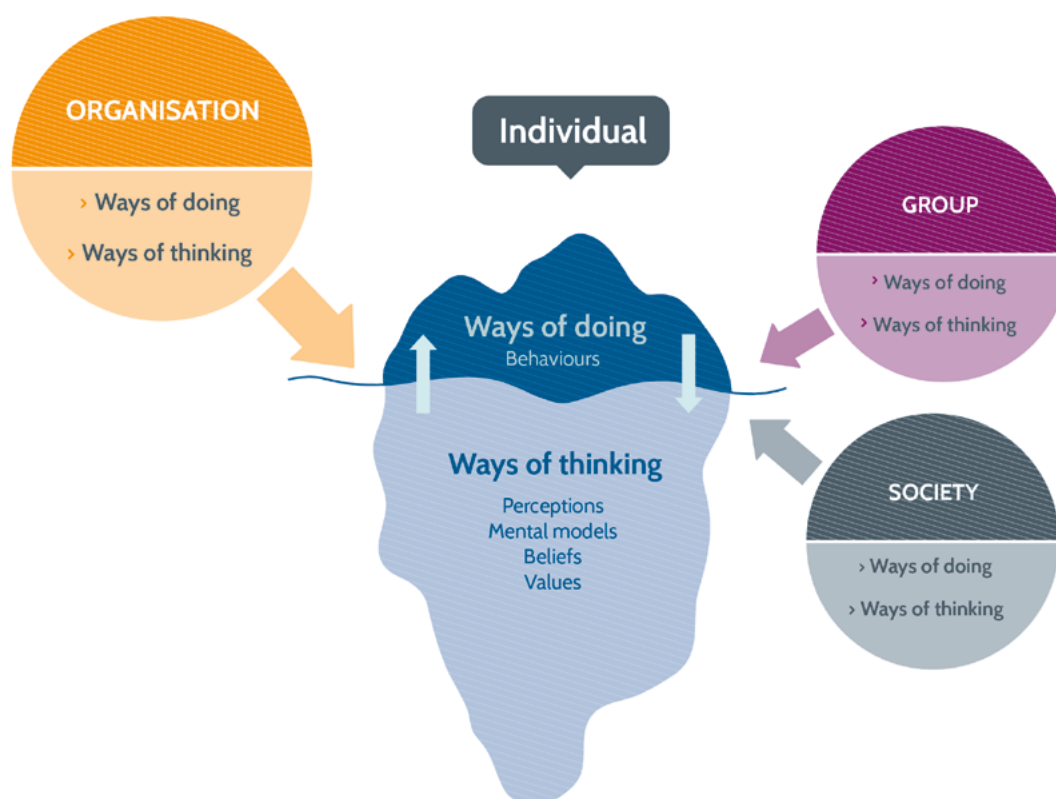 ORGANISATION
› Ways of doing
› Ways of thinking
Individual
Ways of doing
Behaviours
Ways of thinking
Perceptions
Mental models
Beliefs
Values
GROUP
› Ways of doing
› Ways of thinking
SOCIETY
› Ways of doing
› Ways of thinking